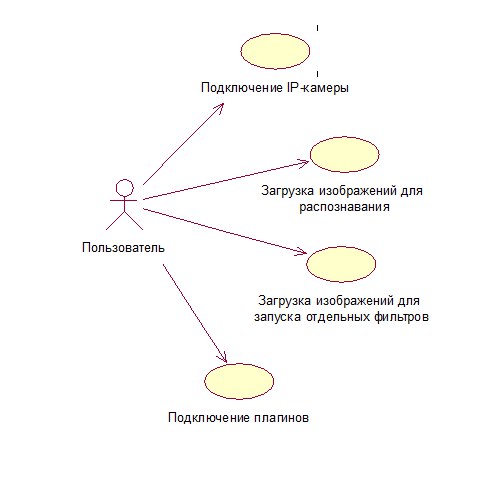 Подключение IP-камеры
Загрузка изображений для
распознавания
Пользователь
Загрузка изображений для
запуска отдельных фильтров
Подключение плагинов